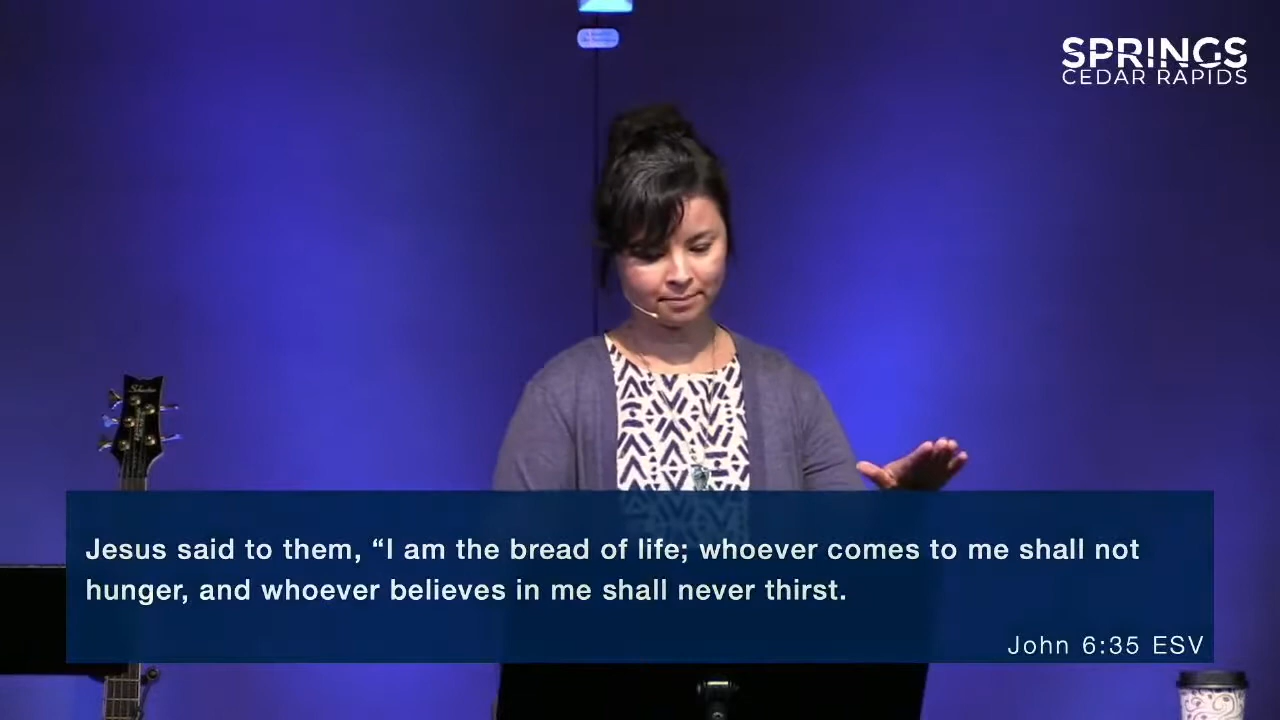 SPRINGS
CEDAR RAPIDS
Jesus said to them, “I am the bread of life; whoever comes to me shall not
hunger, and whoever believes in me shall never thirst.
John 6:35 ESV